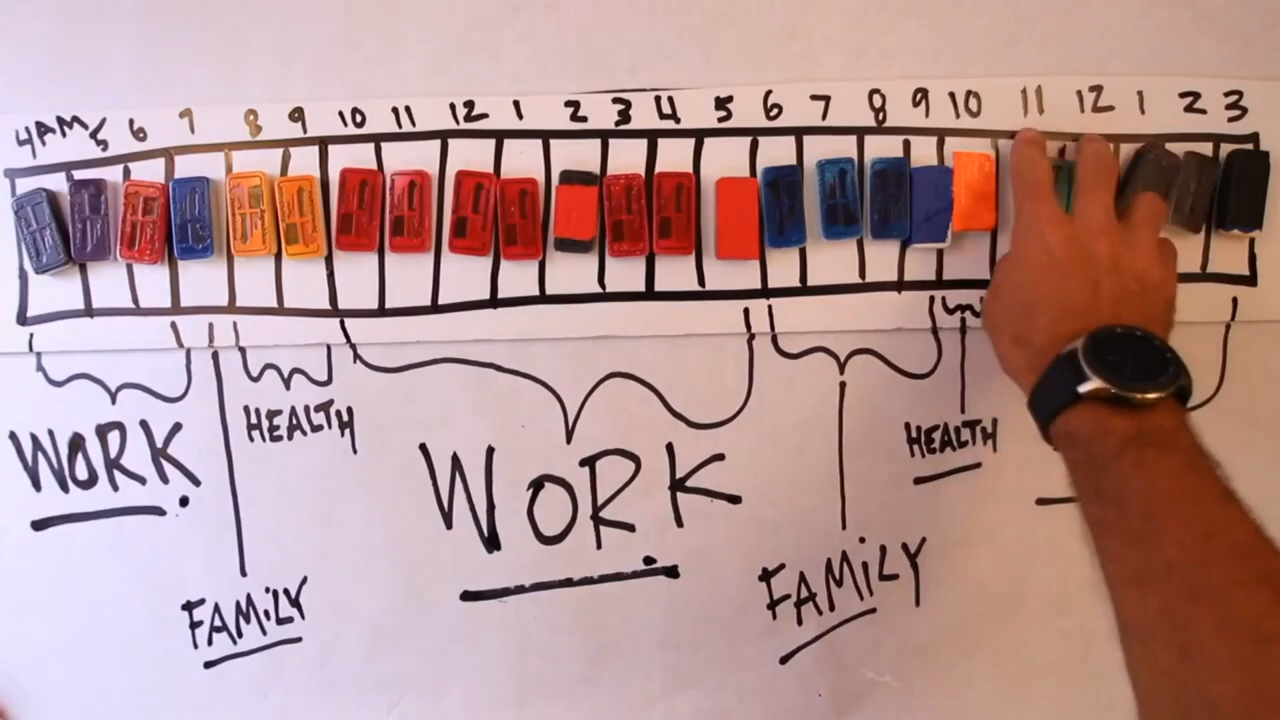 4AM 5 6 7 8 9 10 11 12 1 2 3 4 5 6 7 8 9 10 11 12 1 2 3
WORK.
HEALTH
WORK
HEALTH
FAMiLY
FAMiLY